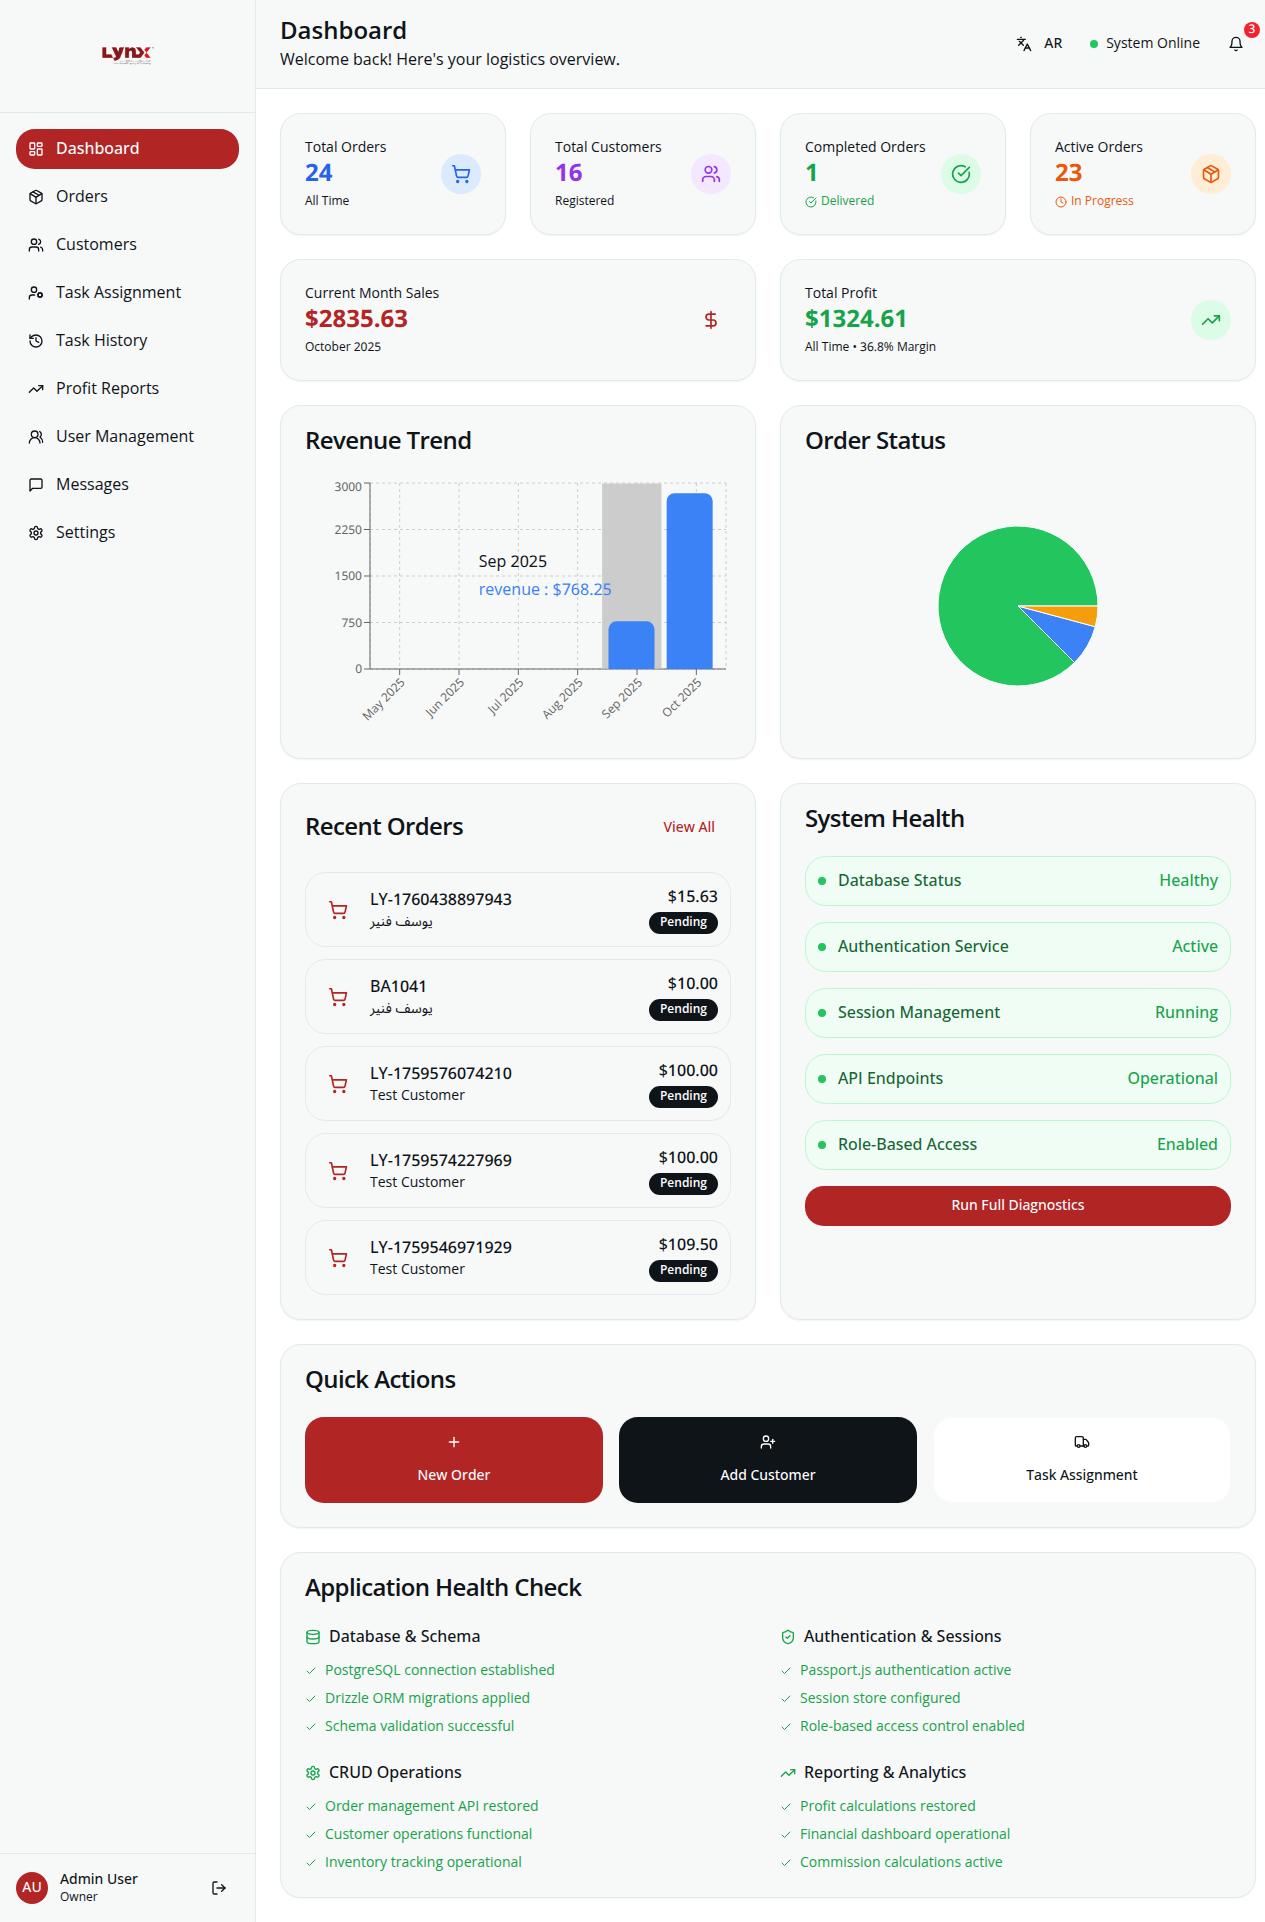 Lynx
Dashboard
Orders
Customers
Task Assignment
Task History
Profit Reports
User Management
Messages
Settings
Admin User
Owner
AU
Dashboard
Welcome back! Here's your logistics overview.
AR
System Online
3
Total Orders
24
All Time
Total Customers
16
Registered
Completed Orders
1
Delivered
Active Orders
23
In Progress
Current Month Sales
$2835.63
October 2025
Total Profit
$1324.61
All Time • 36.8% Margin
Revenue Trend
3000
2250
1500
750
0
Sep 2025
revenue : $768.25
May 2025
Jun 2025
Jul 2025
Aug 2025
Sep 2025
Oct 2025
Order Status
Recent Orders
View All
LY-1760438897943
يوسف فنير
$15.63
Pending
BA1041
يوسف فنير
$10.00
Pending
LY-1759576074210
Test Customer
$100.00
Pending
LY-1759574227969
Test Customer
$100.00
Pending
LY-1759546971929
Test Customer
$109.50
Pending
System Health
Database Status Healthy
Authentication Service Active
Session Management Running
API Endpoints Operational
Role-Based Access Enabled
Run Full Diagnostics
Quick Actions
New Order
Add Customer
Task Assignment
Application Health Check
Database & Schema
PostgreSQL connection established
Drizzle ORM migrations applied
Schema validation successful
Authentication & Sessions
Passport.js authentication active
Session store configured
Role-based access control enabled
CRUD Operations
Order management API restored
Customer operations functional
Inventory tracking operational
Reporting & Analytics
Profit calculations restored
Financial dashboard operational
Commission calculations active